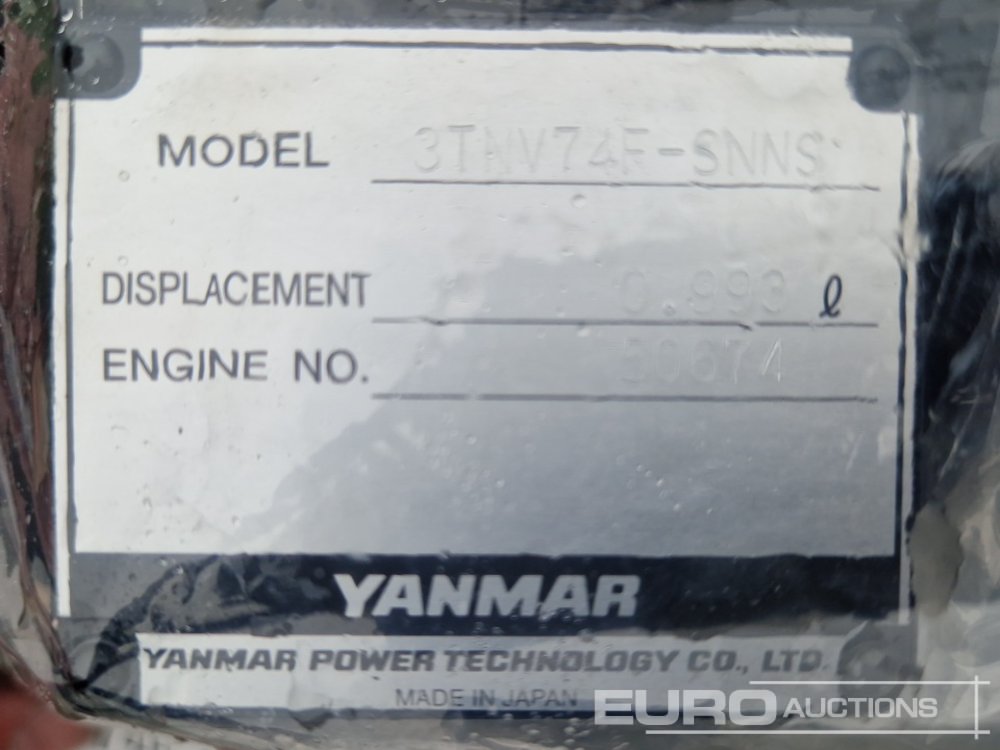 MODEL 3TNV74F-SNNS
DISPLACEMENT 0.993 ℓ
ENGINE NO.
YANMAR
YANMAR POWER TECHNOLOGY CO., LTD.
MADE IN JAPAN
EURO AUCTIONS